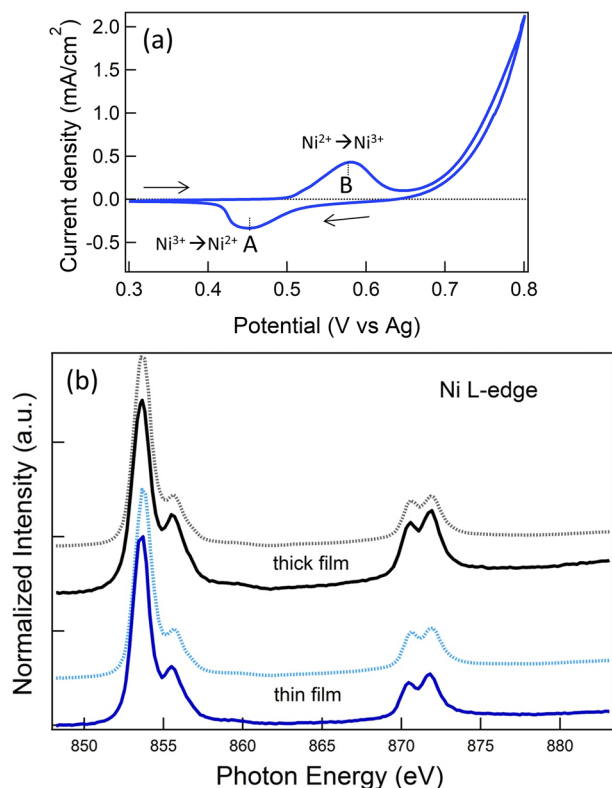 (a)
2.0
1.5
1.0
0.5
0.0
-0.5
Current density (mA/cm²)
Ni²⁺→Ni³⁺
B
Ni³⁺→Ni²⁺ A
0.3 0.4 0.5 0.6 0.7 0.8
Potential (V vs Ag)
(b)
Ni L-edge
Normalized Intensity (a.u.)
thick film
thin film
850 855 860 865 870 875 880
Photon Energy (eV)